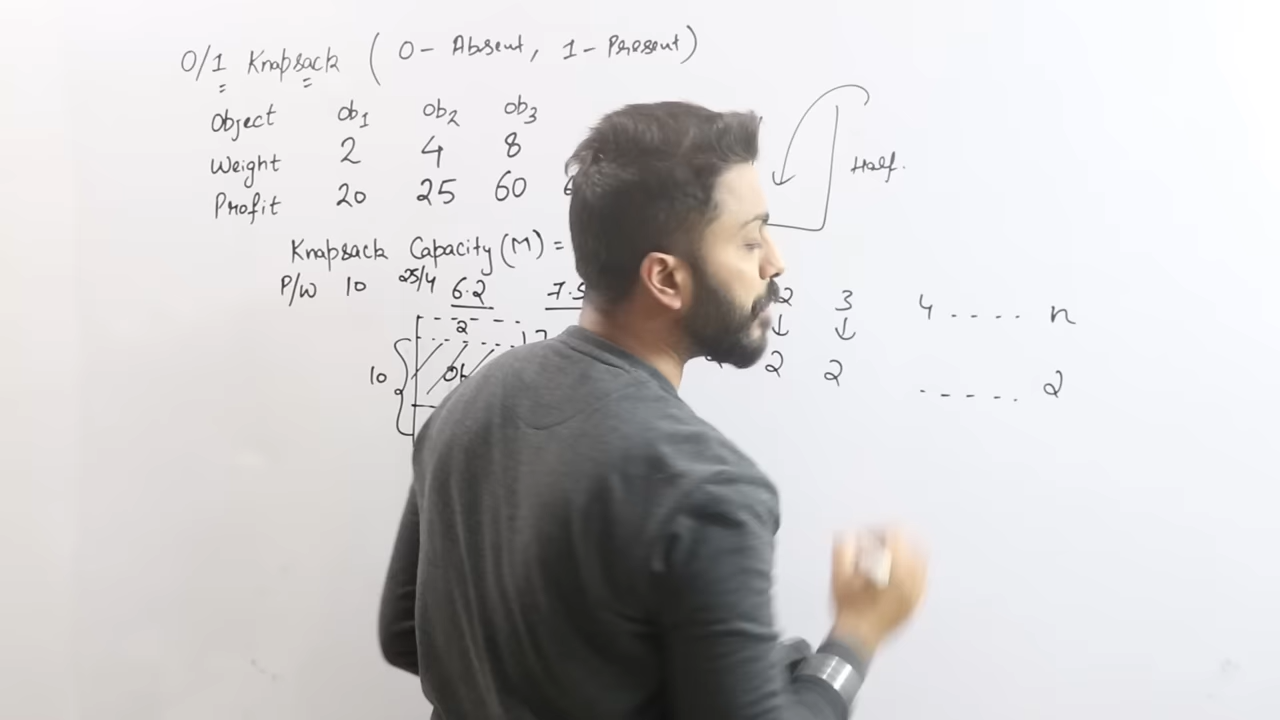 0/1 Knapsack ( 0 - Absent, 1 - Present)
Object ob1 ob2 ob3
Weight 2 4 8
Profit 20 25 60
Half.
Knapsack Capacity (M) =
P/W 10 25/4 6.2 7.5
2 3 4 ..... n
2
10
2 2 ..... 2